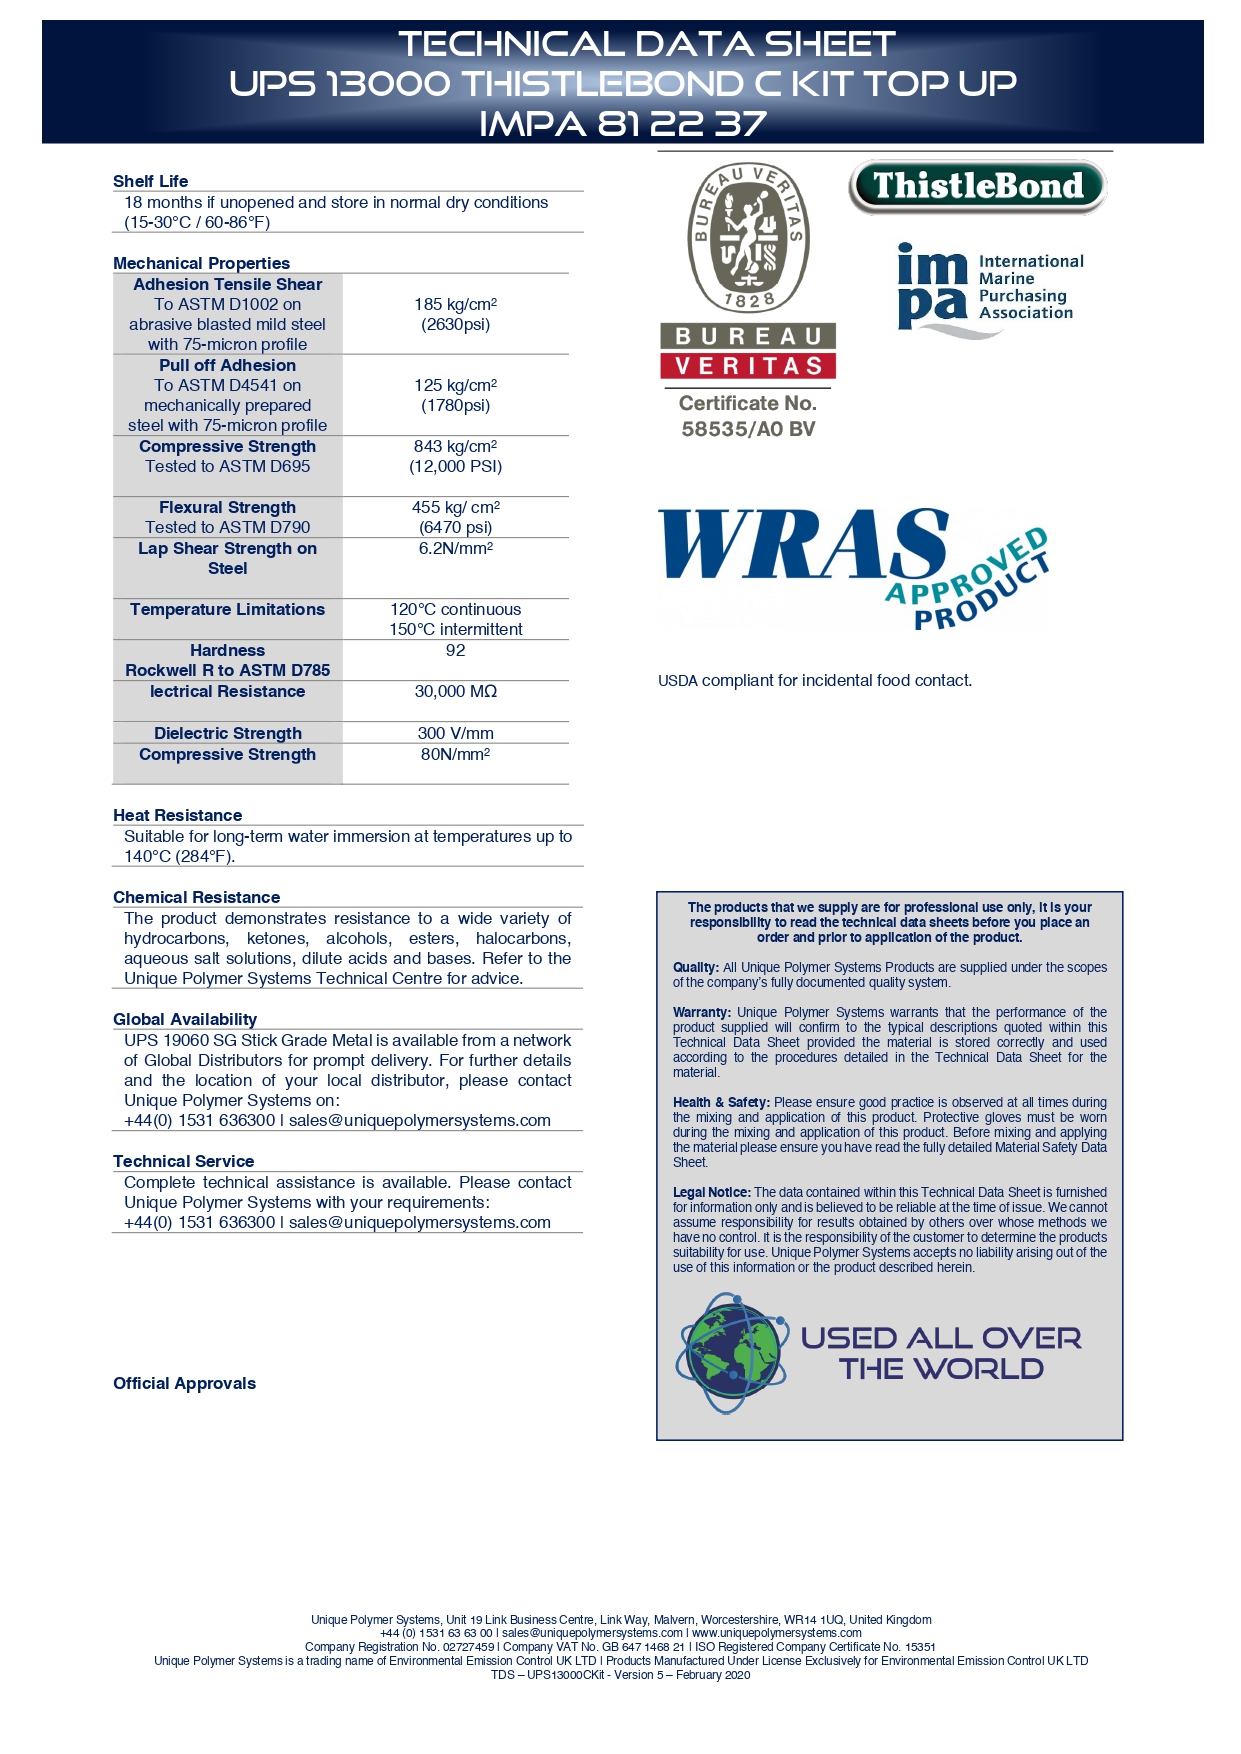 TECHNICAL DATA SHEET
UPS 13000 THISTLEBOND C KIT TOP UP
IMPA 81 22 37
Shelf Life
18 months if unopened and store in normal dry conditions
(15-30°C / 60-86°F)
Mechanical Properties
Adhesion Tensile Shear
To ASTM D1002 on
abrasive blasted mild steel
with 75-micron profile
185 kg/cm²
(2630psi)
Pull off Adhesion
To ASTM D4541 on
mechanically prepared
steel with 75-micron profile
125 kg/cm²
(1780psi)
Compressive Strength
Tested to ASTM D695
843 kg/cm²
(12,000 PSI)
Flexural Strength
Tested to ASTM D790
455 kg/ cm²
(6470 psi)
Lap Shear Strength on
Steel
6.2N/mm²
Temperature Limitations
120°C continuous
150°C intermittent
Hardness
Rockwell R to ASTM D785
92
lectrical Resistance
30,000 MΩ
Dielectric Strength
300 V/mm
Compressive Strength
80N/mm²
Heat Resistance
Suitable for long-term water immersion at temperatures up to
140°C (284°F).
Chemical Resistance
The product demonstrates resistance to a wide variety of
hydrocarbons, ketones, alcohols, esters, halocarbons,
aqueous salt solutions, dilute acids and bases. Refer to the
Unique Polymer Systems Technical Centre for advice.
Global Availability
UPS 19060 SG Stick Grade Metal is available from a network
of Global Distributors for prompt delivery. For further details
and the location of your local distributor, please contact
Unique Polymer Systems on:
+44(0) 1531 636300 | sales@uniquepolymersystems.com
Technical Service
Complete technical assistance is available. Please contact
Unique Polymer Systems with your requirements:
+44(0) 1531 636300 | sales@uniquepolymersystems.com
Official Approvals
BUREAU VERITAS
1828
BUREAU
VERITAS
Certificate No.
58535/A0 BV
ThistleBond
impa
International
Marine
Purchasing
Association
WRAS
APPROVED
PRODUCT
USDA compliant for incidental food contact.
The products that we supply are for professional use only, it is your
responsibility to read the technical data sheets before you place an
order and prior to application of the product.
Quality: All Unique Polymer Systems Products are supplied under the scopes
of the company's fully documented quality system.
Warranty: Unique Polymer Systems warrants that the performance of the
product supplied will confirm to the typical descriptions quoted within this
Technical Data Sheet provided the material is stored correctly and used
according to the procedures detailed in the Technical Data Sheet for the
material.
Health & Safety: Please ensure good practice is observed at all times during
the mixing and application of this product. Protective gloves must be worn
during the mixing and application of this product. Before mixing and applying
the material please ensure you have read the fully detailed Material Safety Data
Sheet.
Legal Notice: The data contained within this Technical Data Sheet is furnished
for information only and is believed to be reliable at the time of issue. We cannot
assume responsibility for results obtained by others over whose methods we
have no control. It is the responsibility of the customer to determine the products
suitability for use. Unique Polymer Systems accepts no liability arising out of the
use of this information or the product described herein.
USED ALL OVER
THE WORLD
Unique Polymer Systems, Unit 19 Link Business Centre, Link Way, Malvern, Worcestershire, WR14 1UQ, United Kingdom
+44 (0) 1531 63 63 00 | sales@uniquepolymersystems.com | www.uniquepolymersystems.com
Company Registration No. 02727459 | Company VAT No. GB 647 1468 21 | ISO Registered Company Certificate No. 15351
Unique Polymer Systems is a trading name of Environmental Emission Control UK LTD | Products Manufactured Under License Exclusively for Environmental Emission Control UK LTD
TDS – UPS13000CKit - Version 5 – February 2020